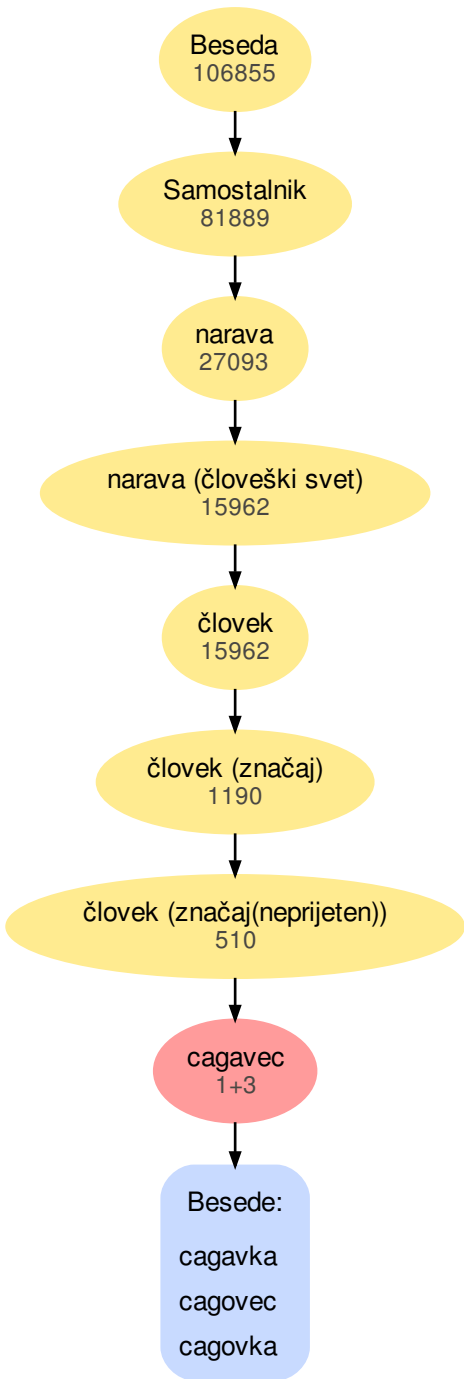 Beseda
106855
Samostalnik
81889
narava
27093
narava (človeški svet)
15962
človek
15962
človek (značaj)
1190
človek (značaj(neprijeten))
510
cagavec
1+3
Besede:
cagavka
cagovec
cagovka